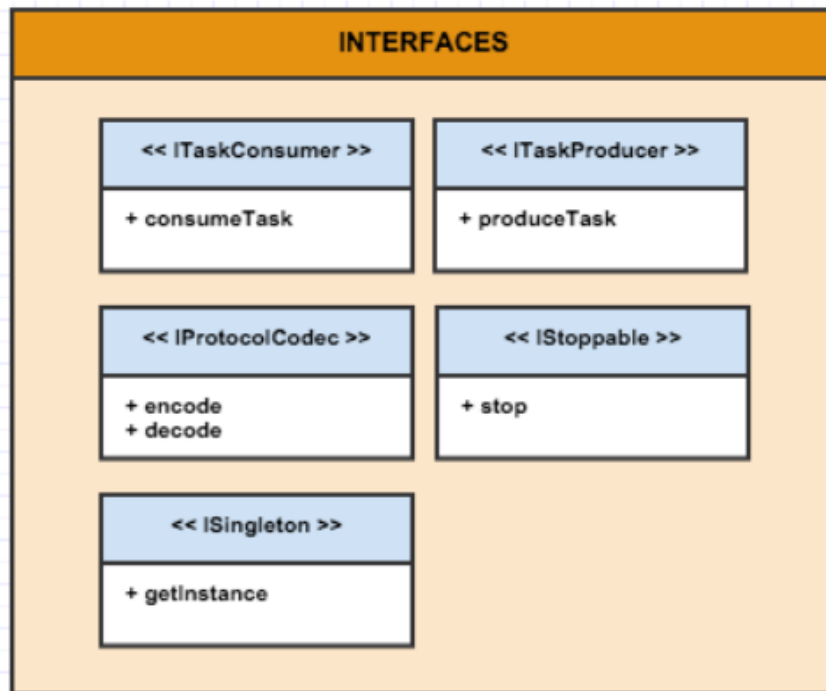 INTERFACES
<< ITaskConsumer >>
+ consumeTask
<< ITaskProducer >>
+ produceTask
<< IProtocolCodec >>
+ encode
+ decode
<< IStoppable >>
+ stop
<< ISingleton >>
+ getInstance